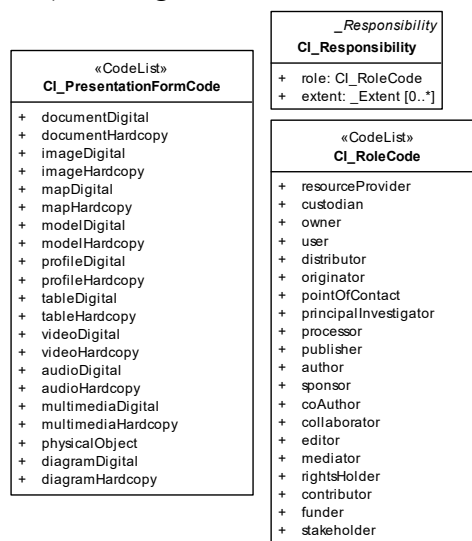 «CodeList»
CI_PresentationFormCode
+ documentDigital
+ documentHardcopy
+ imageDigital
+ imageHardcopy
+ mapDigital
+ mapHardcopy
+ modelDigital
+ modelHardcopy
+ profileDigital
+ profileHardcopy
+ tableDigital
+ tableHardcopy
+ videoDigital
+ videoHardcopy
+ audioDigital
+ audioHardcopy
+ multimediaDigital
+ multimediaHardcopy
+ physicalObject
+ diagramDigital
+ diagramHardcopy
_Responsibility
CI_Responsibility
+ role: CI_RoleCode
+ extent: _Extent [0..*]
«CodeList»
CI_RoleCode
+ resourceProvider
+ custodian
+ owner
+ user
+ distributor
+ originator
+ pointOfContact
+ principalInvestigator
+ processor
+ publisher
+ author
+ sponsor
+ coAuthor
+ collaborator
+ editor
+ mediator
+ rightsHolder
+ contributor
+ funder
+ stakeholder